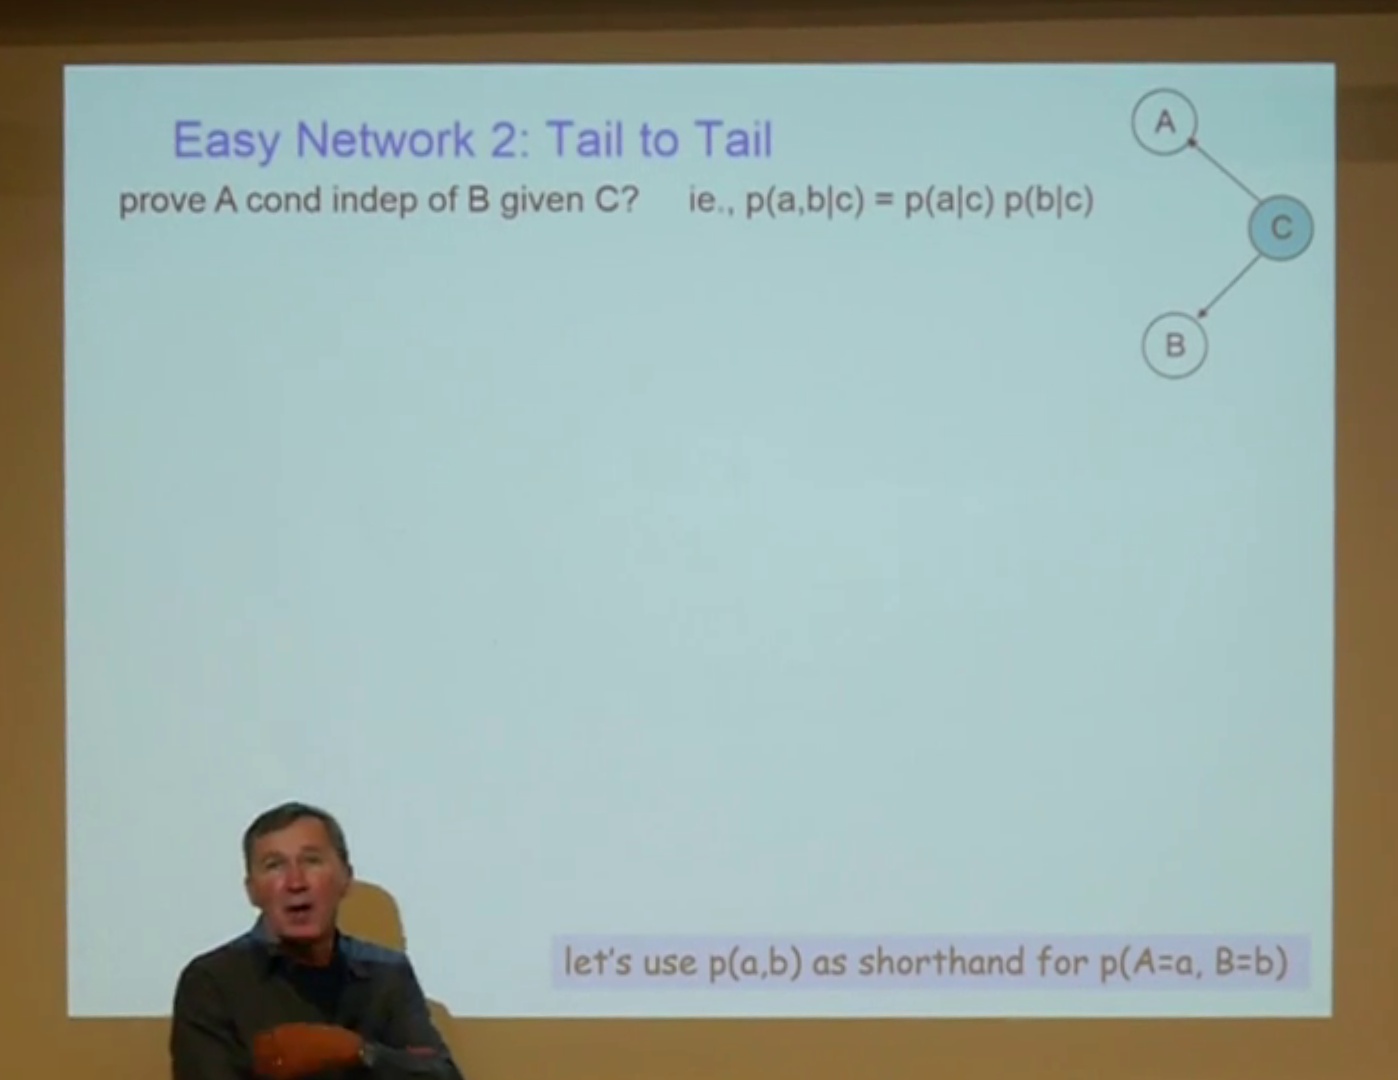 Easy Network 2: Tail to Tail
prove A cond indep of B given C? ie., p(a,b|c) = p(a|c) p(b|c)
A
C
B
let's use p(a,b) as shorthand for p(A=a, B=b)